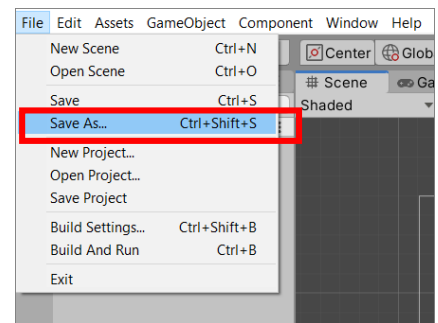 File Edit Assets GameObject Component Window Help
New Scene Ctrl+N
Open Scene Ctrl+O
Save Ctrl+S
Save As... Ctrl+Shift+S
New Project...
Open Project...
Save Project
Build Settings... Ctrl+Shift+B
Build And Run Ctrl+B
Exit
Center Glob
Scene Ga
Shaded